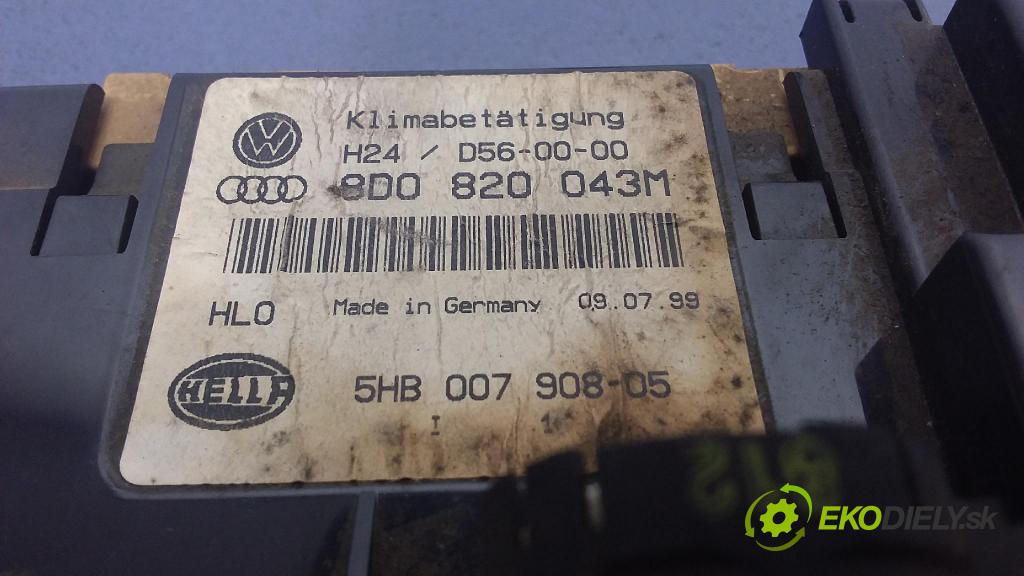 Klimabetätigung
H24 / D56-00-00
8D0 820 043M
HLO Made in Germany 09.07.99
HELLA 5HB 007 908-05
I
EKODIELY.sk